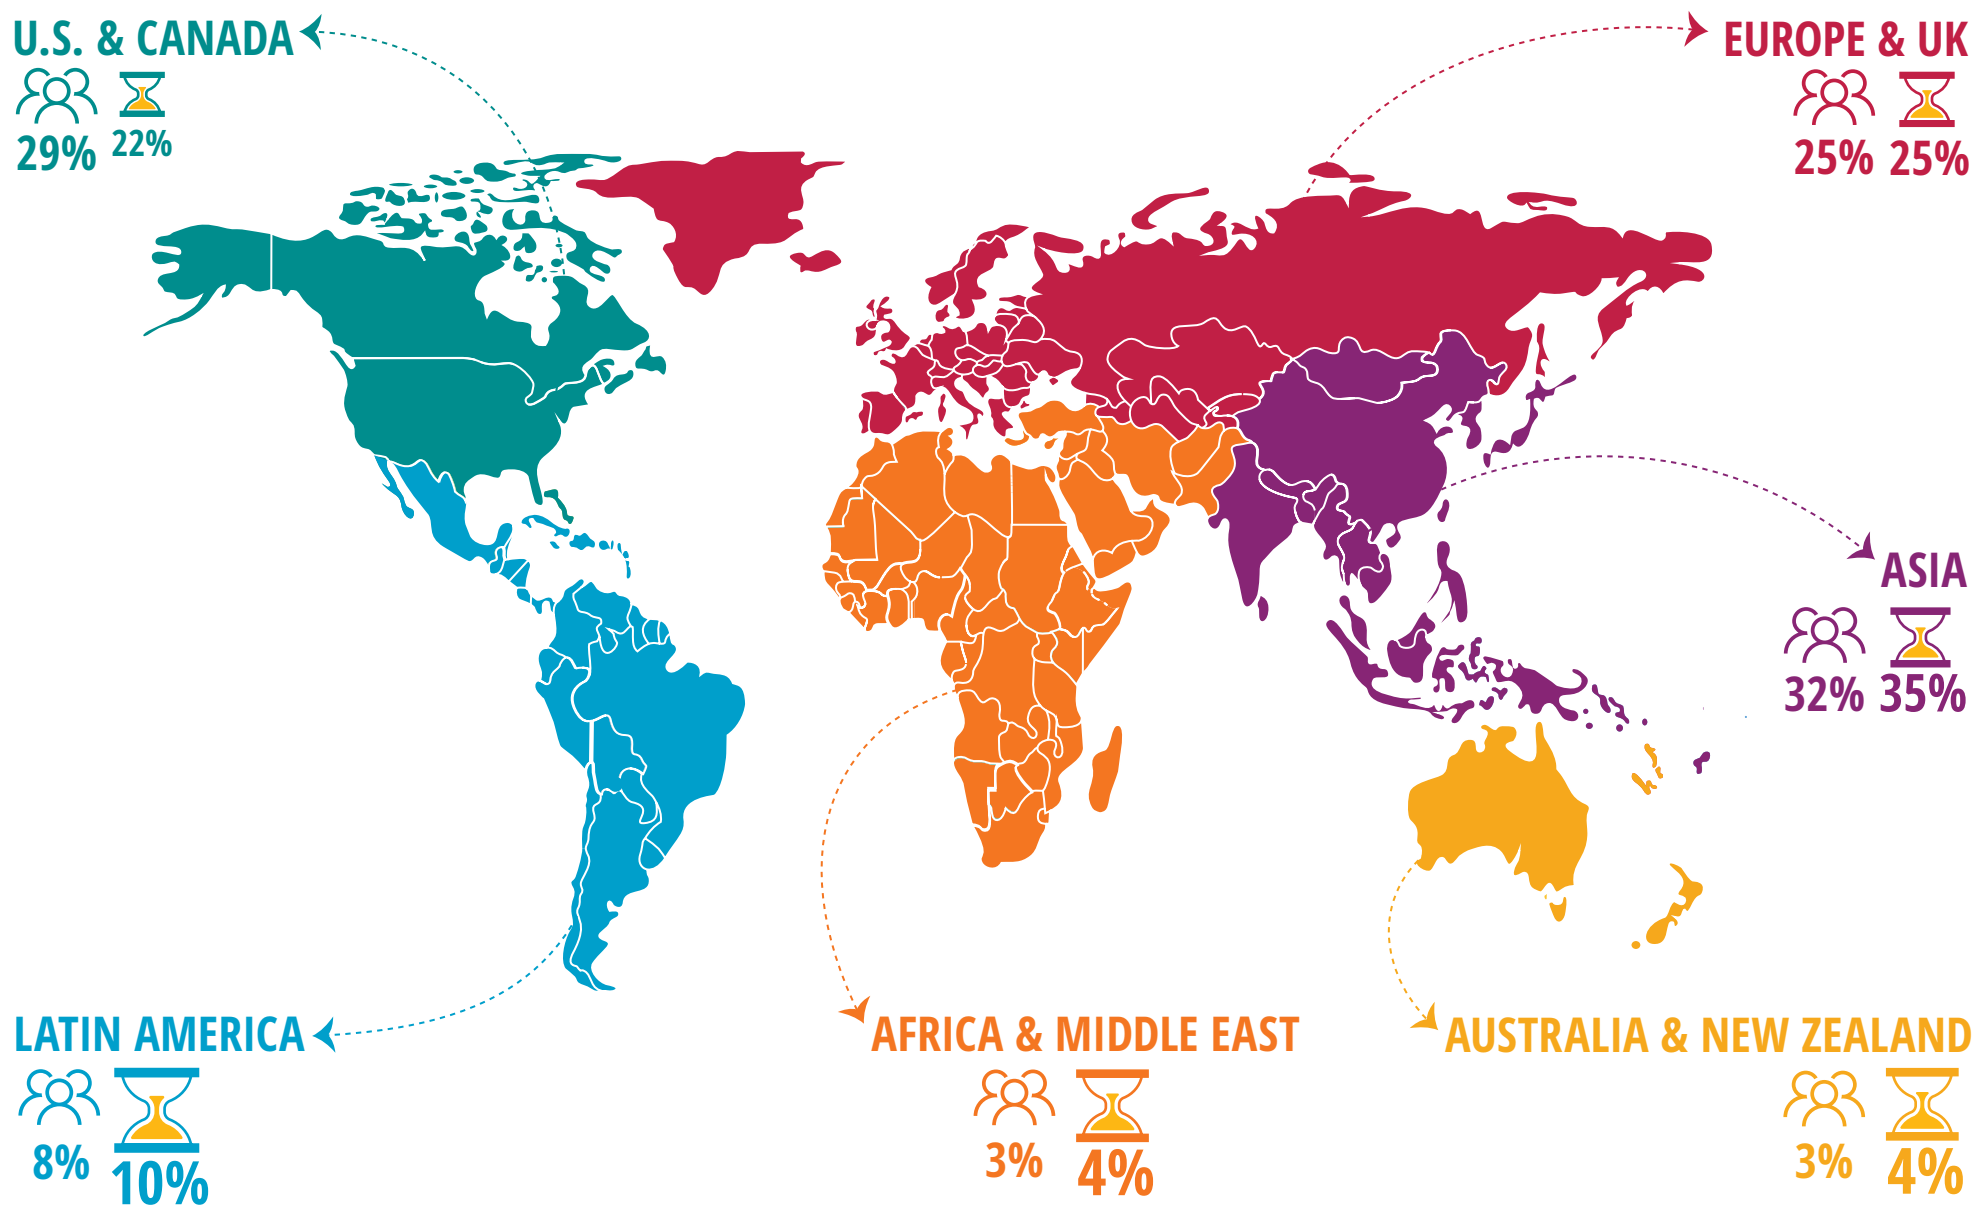 U.S. & CANADA
29% 22%
EUROPE & UK
25% 25%
ASIA
32% 35%
LATIN AMERICA
8% 10%
AFRICA & MIDDLE EAST
3% 4%
AUSTRALIA & NEW ZEALAND
3% 4%